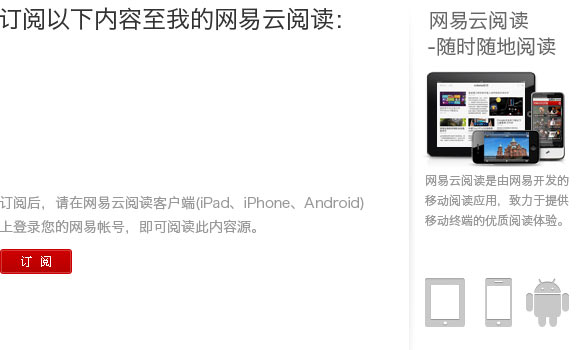 订阅以下内容至我的网易云阅读：
订阅后，请在网易云阅读客户端(iPad、iPhone、Android)
上登录您的网易帐号，即可阅读此内容源。
订 阅
网易云阅读
-随时随地阅读
网易云阅读是由网易开发的
移动阅读应用，致力于提供
移动终端的优质阅读体验。